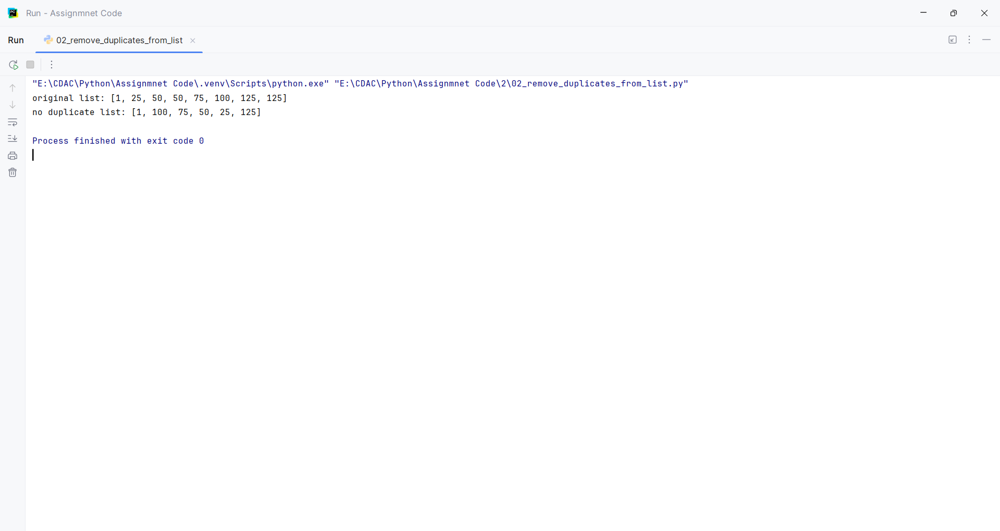 Run - Assignmnet Code
Run 02_remove_duplicates_from_list
"E:\CDAC\Python\Assignmnet Code\.venv\Scripts\python.exe" "E:\CDAC\Python\Assignmnet Code\2\02_remove_duplicates_from_list.py"
original list: [1, 25, 50, 50, 75, 100, 125, 125]
no duplicate list: [1, 100, 75, 50, 25, 125]
Process finished with exit code 0